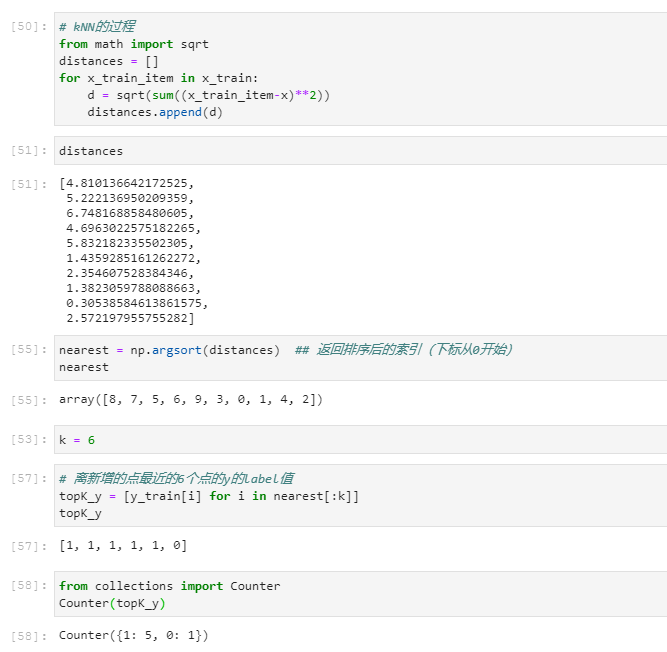 [50]: # kNN的过程
from math import sqrt
distances = []
for x_train_item in x_train:
    d = sqrt(sum((x_train_item-x)**2))
    distances.append(d)
[51]: distances
[51]: [4.810136642172525,
 5.222136950209359,
 6.748168858480605,
 4.6963022575182265,
 5.832182335502305,
 1.4359285161262272,
 2.354607528384346,
 1.3823059788088663,
 0.30538584613861575,
 2.572197955755282]
[55]: nearest = np.argsort(distances)  ## 返回排序后的索引（下标从0开始）
nearest
[55]: array([8, 7, 5, 6, 9, 3, 0, 1, 4, 2])
[53]: k = 6
[57]: # 离新增的点最近的6个点的y的label值
topK_y = [y_train[i] for i in nearest[:k]]
topK_y
[57]: [1, 1, 1, 1, 1, 0]
[58]: from collections import Counter
Counter(topK_y)
[58]: Counter({1: 5, 0: 1})